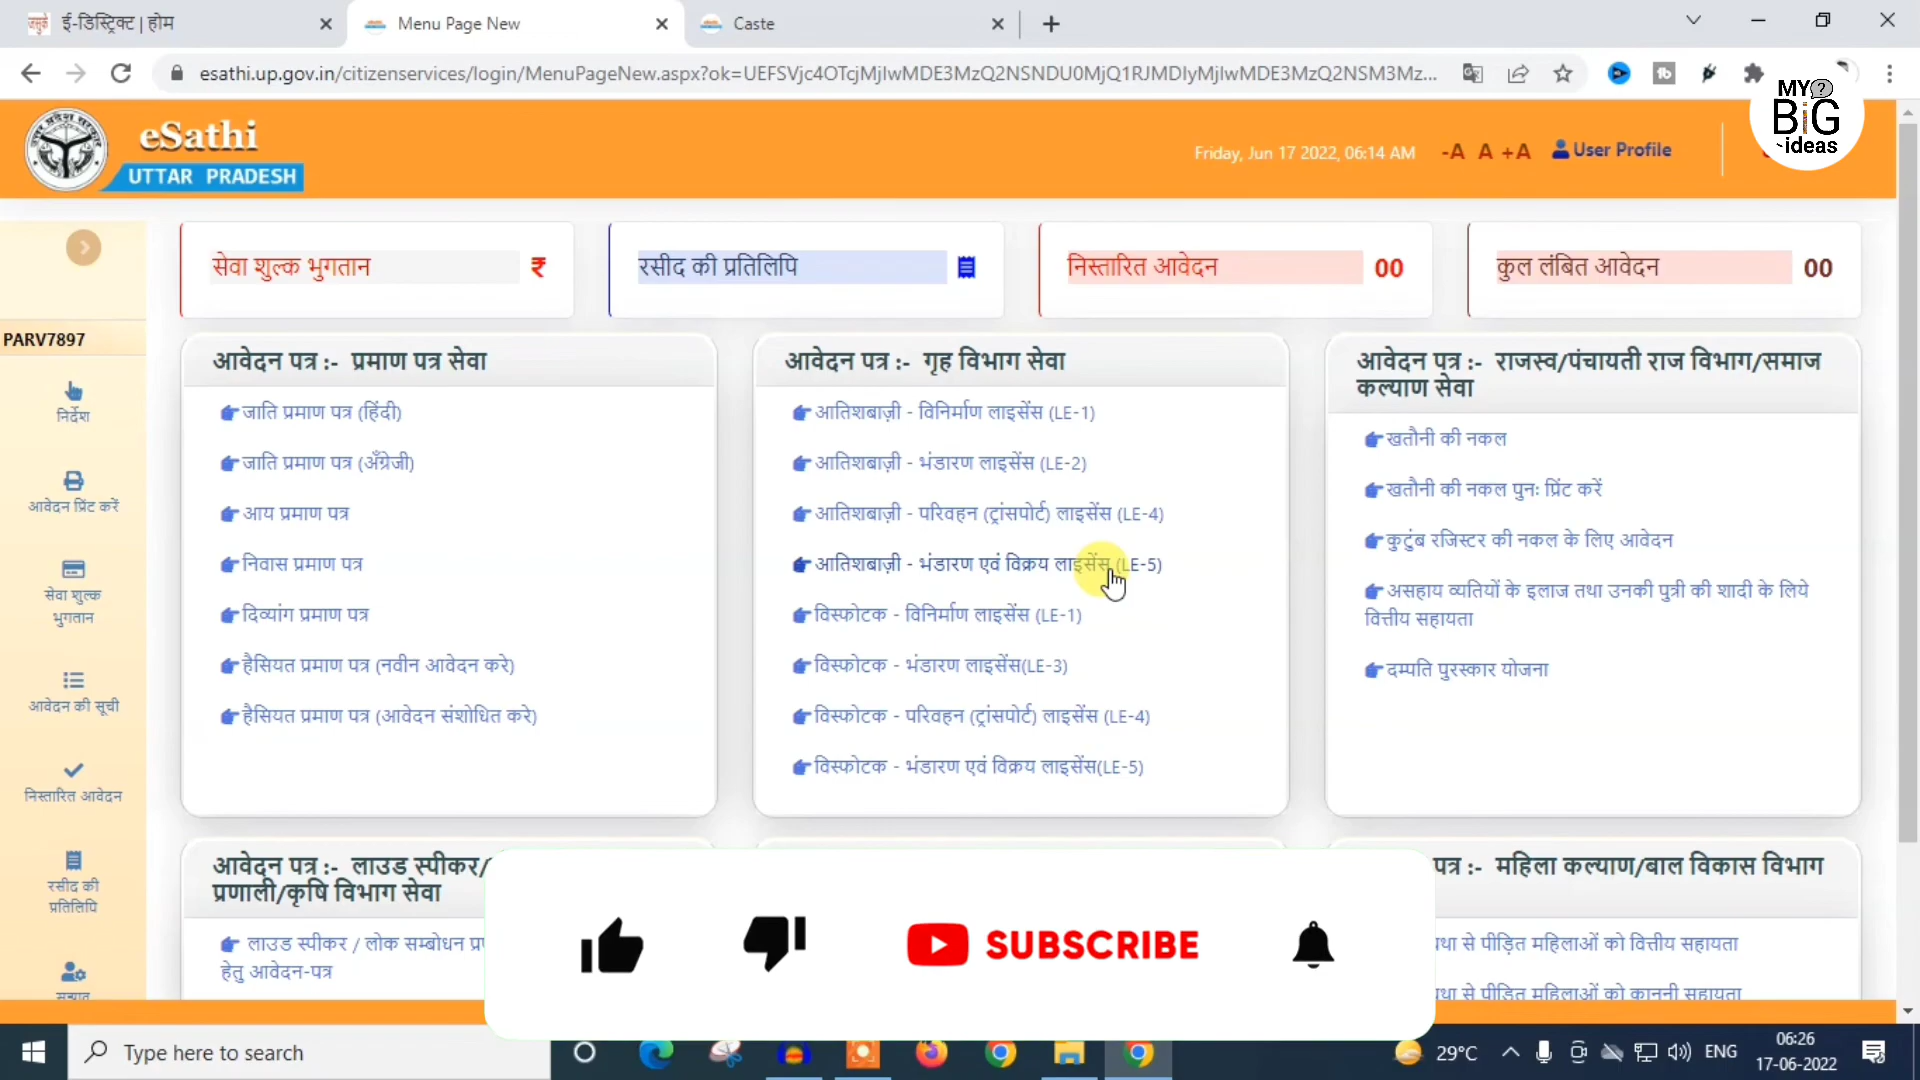 ई-डिस्ट्रिक्ट | होम
Menu Page New
Caste
esathi.up.gov.in/citizenservices/login/MenuPageNew.aspx?ok=UEFSVjc4OTcjMjIwMDE3MzQ2NSNDU0MjQ1RJMDIyMjIwMDE3MzQ2NSM3Mz...
MY BIG -ideas
eSathi
UTTAR PRADESH
Friday, Jun 17 2022, 06:14 AM
-A A +A
User Profile
सेवा शुल्क भुगतान ₹
रसीद की प्रतिलिपि
निस्तारित आवेदन 00
कुल लंबित आवेदन 00
PARV7897
निर्देश
आवेदन प्रिंट करें
सेवा शुल्क
भुगतान
आवेदन की सूची
निस्तारित आवेदन
रसीद की
प्रतिलिपि
सुझाव
आवेदन पत्र :- प्रमाण पत्र सेवा
जाति प्रमाण पत्र (हिंदी)
जाति प्रमाण पत्र (अँग्रेजी)
आय प्रमाण पत्र
निवास प्रमाण पत्र
दिव्यांग प्रमाण पत्र
हैसियत प्रमाण पत्र (नवीन आवेदन करे)
हैसियत प्रमाण पत्र (आवेदन संशोधित करे)
आवेदन पत्र :- गृह विभाग सेवा
आतिशबाज़ी - विनिर्माण लाइसेंस (LE-1)
आतिशबाज़ी - भंडारण लाइसेंस (LE-2)
आतिशबाज़ी - परिवहन (ट्रांसपोर्ट) लाइसेंस (LE-4)
आतिशबाज़ी - भंडारण एवं विक्रय लाइसेंस (LE-5)
विस्फोटक - विनिर्माण लाइसेंस (LE-1)
विस्फोटक - भंडारण लाइसेंस(LE-3)
विस्फोटक - परिवहन (ट्रांसपोर्ट) लाइसेंस (LE-4)
विस्फोटक - भंडारण एवं विक्रय लाइसेंस(LE-5)
आवेदन पत्र :- राजस्व/पंचायती राज विभाग/समाज
कल्याण सेवा
खतौनी की नकल
खतौनी की नकल पुनः प्रिंट करें
कुटुंब रजिस्टर की नकल के लिए आवेदन
असहाय व्यतियों के इलाज तथा उनकी पुत्री की शादी के लिये
वित्तीय सहायता
दम्पति पुरस्कार योजना
आवेदन पत्र :- लाउड स्पीकर/
प्रणाली/कृषि विभाग सेवा
लाउड स्पीकर / लोक सम्बोधन
हेतु आवेदन-पत्र
पत्र :- महिला कल्याण/बाल विकास विभाग
से पीड़ित महिलाओं को वित्तीय सहायता
से पीड़ित महिलाओं को कानूनी सहायता
SUBSCRIBE
Type here to search
29°C
ENG
06:26
17-06-2022